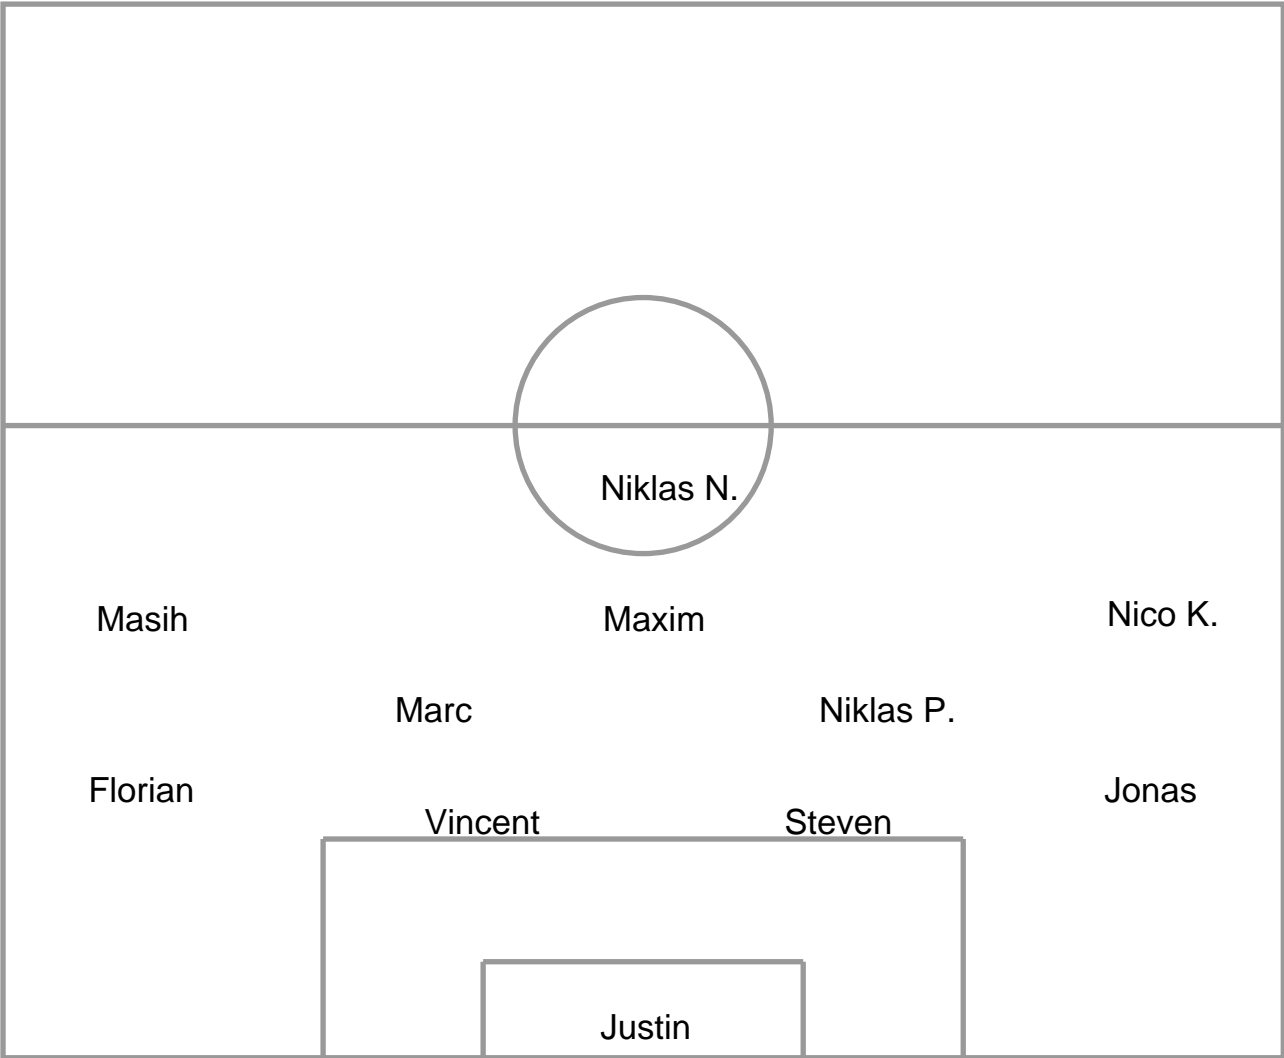 Niklas N.
Masih
Maxim
Nico K.
Marc
Niklas P.
Florian
Jonas
Vincent
Steven
Justin